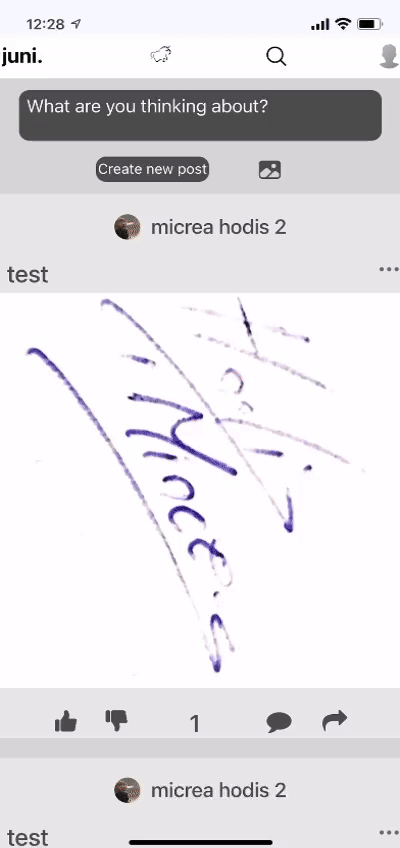 12:28
juni.
What are you thinking about?
Create new post
micrea hodis 2
test
1
micrea hodis 2
test